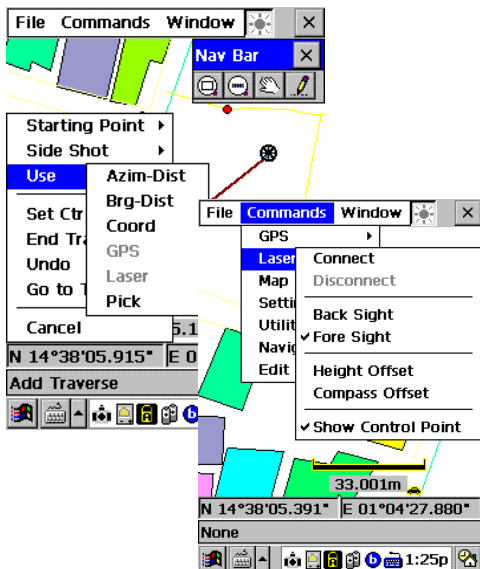 File Commands Window
Nav Bar
Starting Point
Side Shot
Use
Set Ctr
End Tra
Undo
Go to
Cancel
Azim-Dist
Brg-Dist
Coord
GPS
Laser
Pick
5.1
N 14°38'05.915" E 0
Add Traverse
File Commands Window
GPS
Laser
Map
Setti
Utilit
Navig
Edit
Connect
Disconnect
Back Sight
Fore Sight
Height Offset
Compass Offset
Show Control Point
33.001m
N 14°38'05.391" E 01°04'27.880"
None
1:25p